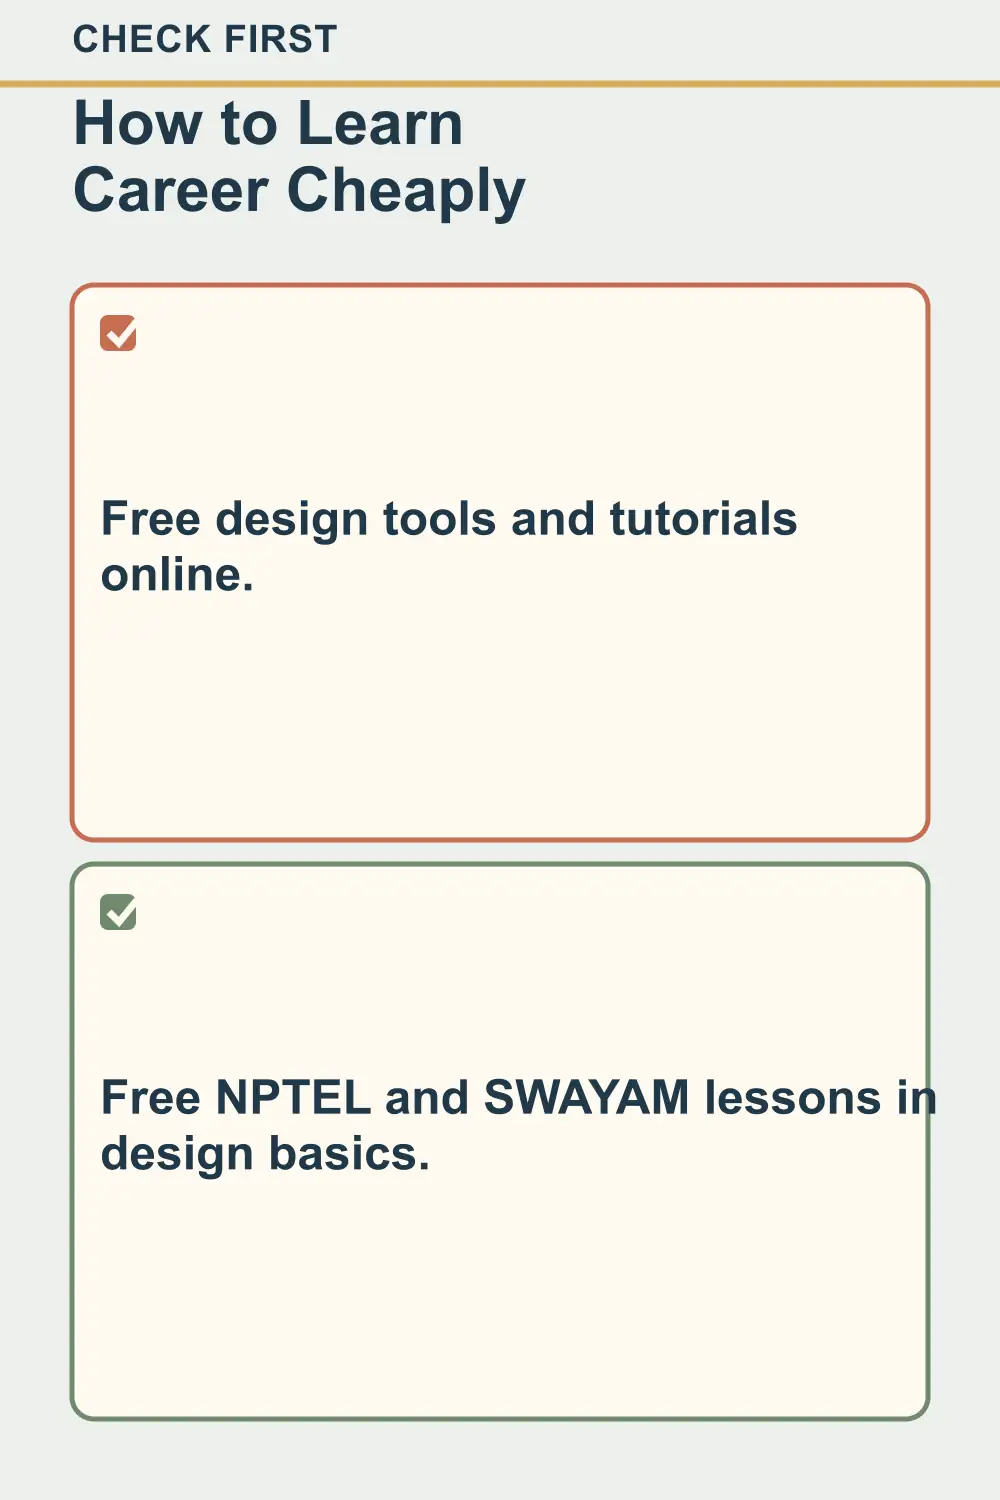 CHECK FIRST
How to Learn
Career Cheaply
Free design tools and tutorials
online.
Free NPTEL and SWAYAM lessons in
design basics.